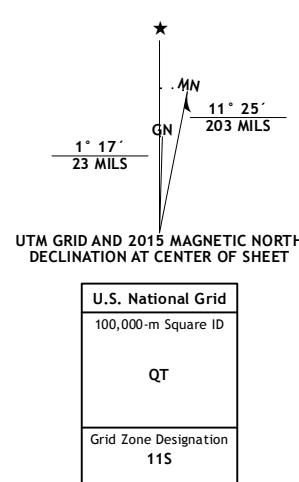 ★
MN
11° 25´
203 MILS
GN
1° 17´
23 MILS
UTM GRID AND 2015 MAGNETIC NORTH
DECLINATION AT CENTER OF SHEET
U.S. National Grid
100,000-m Square ID
QT
Grid Zone Designation
11S